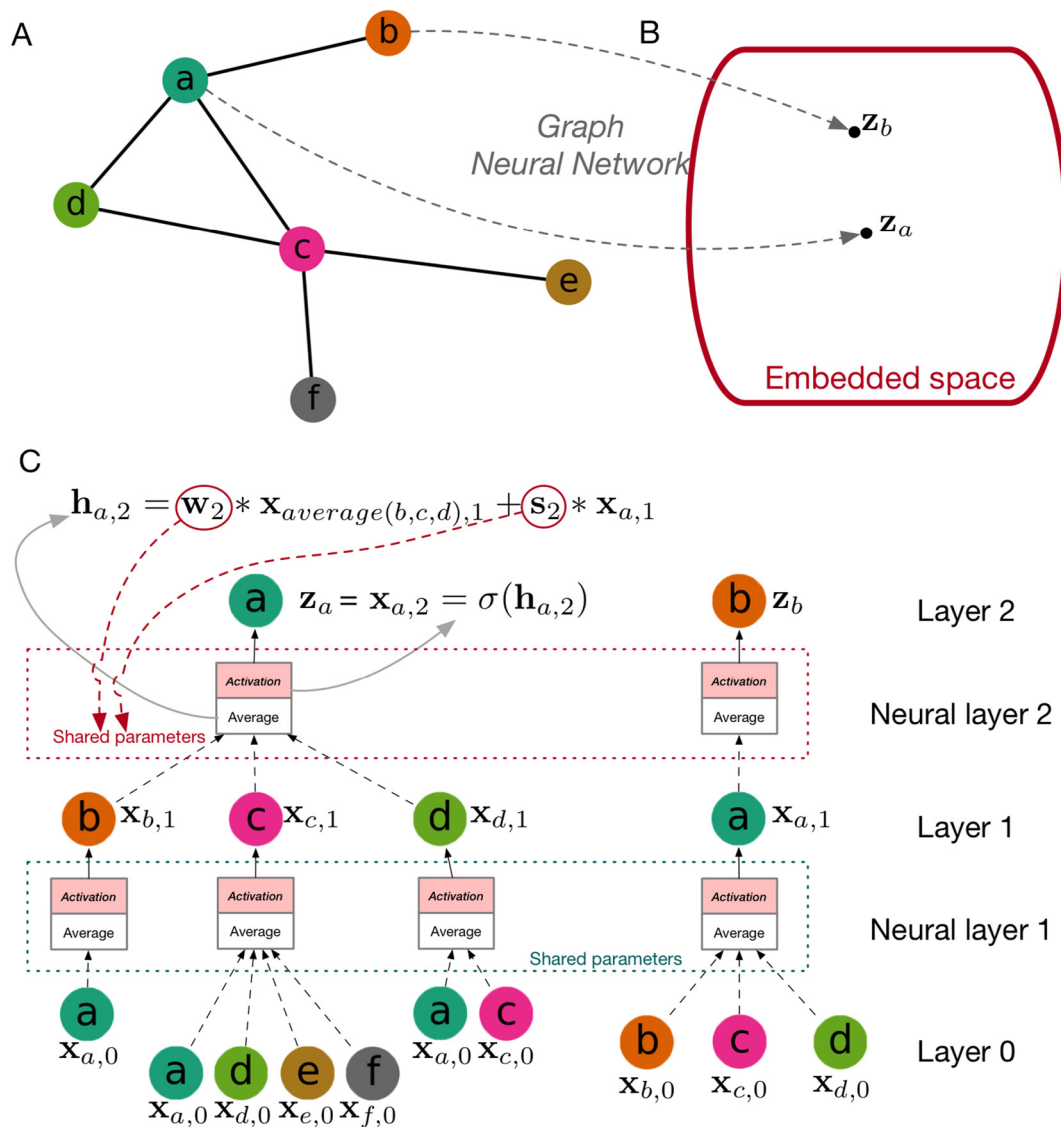 A
b
B
a
Graph
Neural Network
z_b
d
z_a
c
e
f
Embedded space
C
h_{a,2} = w_2 * x_{average(b,c,d),1} + s_2 * x_{a,1}
a z_a = x_{a,2} = σ(h_{a,2}) b z_b Layer 2
Activation Activation
Average Average Neural layer 2
Shared parameters
b x_{b,1} c x_{c,1} d x_{d,1} a x_{a,1} Layer 1
Activation Activation Activation Activation
Average Average Average Average Neural layer 1
Shared parameters
a a c b c d Layer 0
x_{a,0} x_{a,0} x_{c,0} x_{b,0} x_{c,0} x_{d,0}
a d e f
x_{a,0} x_{d,0} x_{e,0} x_{f,0}